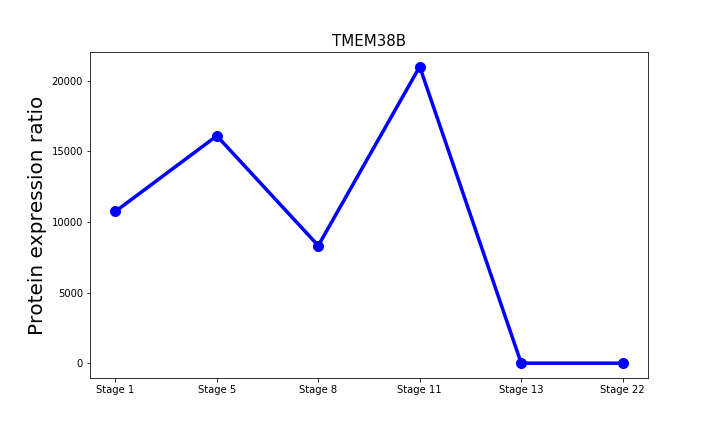 TMEM38B
Protein expression ratio
20000
15000
10000
5000
0
Stage 1
Stage 5
Stage 8
Stage 11
Stage 13
Stage 22